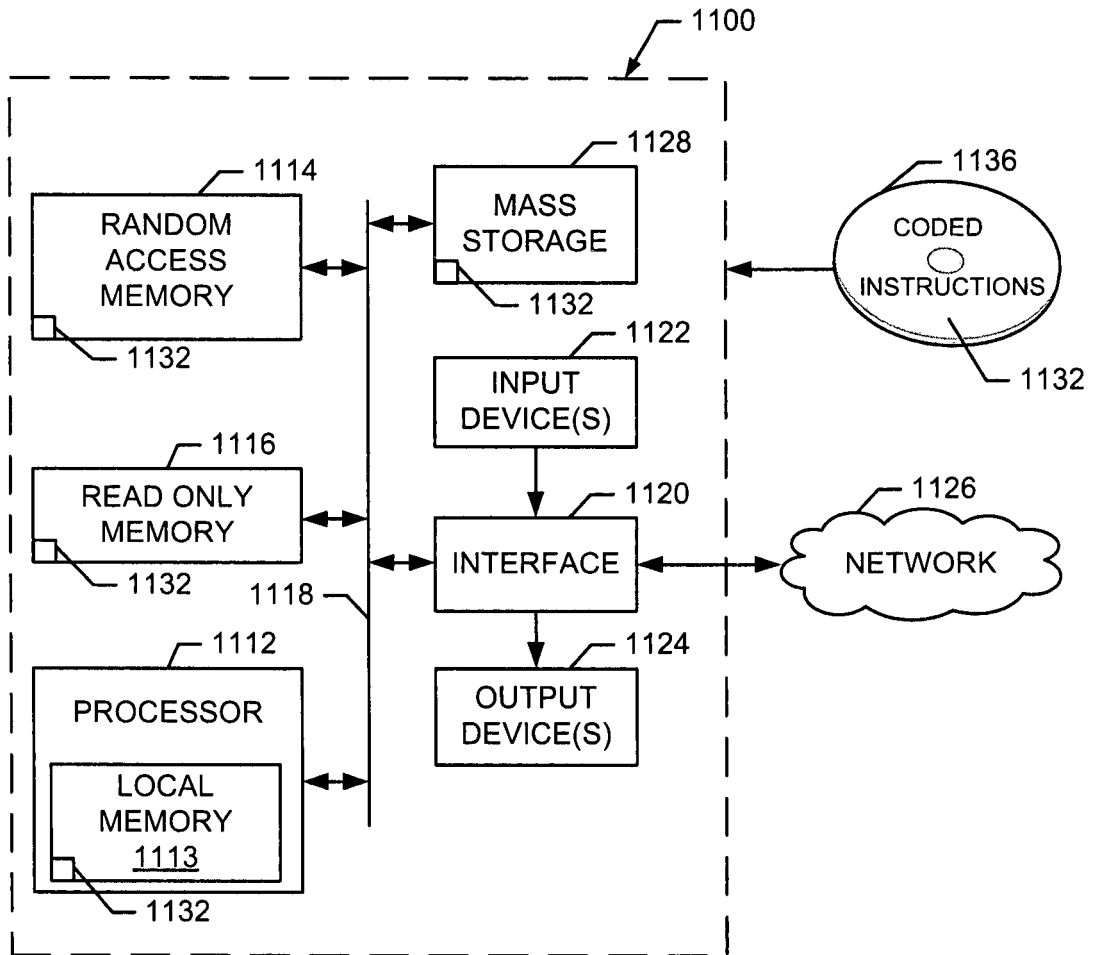 1100
1114
RANDOM
ACCESS
MEMORY
1132
1128
MASS
STORAGE
1132
1136
CODED
INSTRUCTIONS
1132
1122
INPUT
DEVICE(S)
1116
READ ONLY
MEMORY
1132
1120
INTERFACE
1126
NETWORK
1118
1112
PROCESSOR
LOCAL
MEMORY
1113
1132
1124
OUTPUT
DEVICE(S)